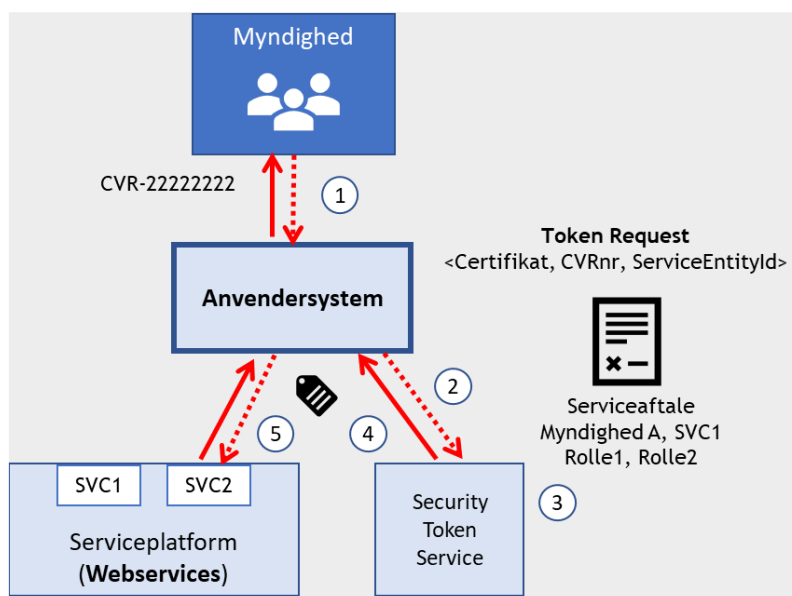 Myndighed
CVR-22222222
1
Token Request
<Certifikat, CVRnr, ServiceEntityId>
Anvendersystem
2
Serviceaftale
Myndighed A, SVC1
Rolle1, Rolle2
5
4
SVC1
SVC2
Serviceplatform
(Webservices)
Security
Token
Service
3